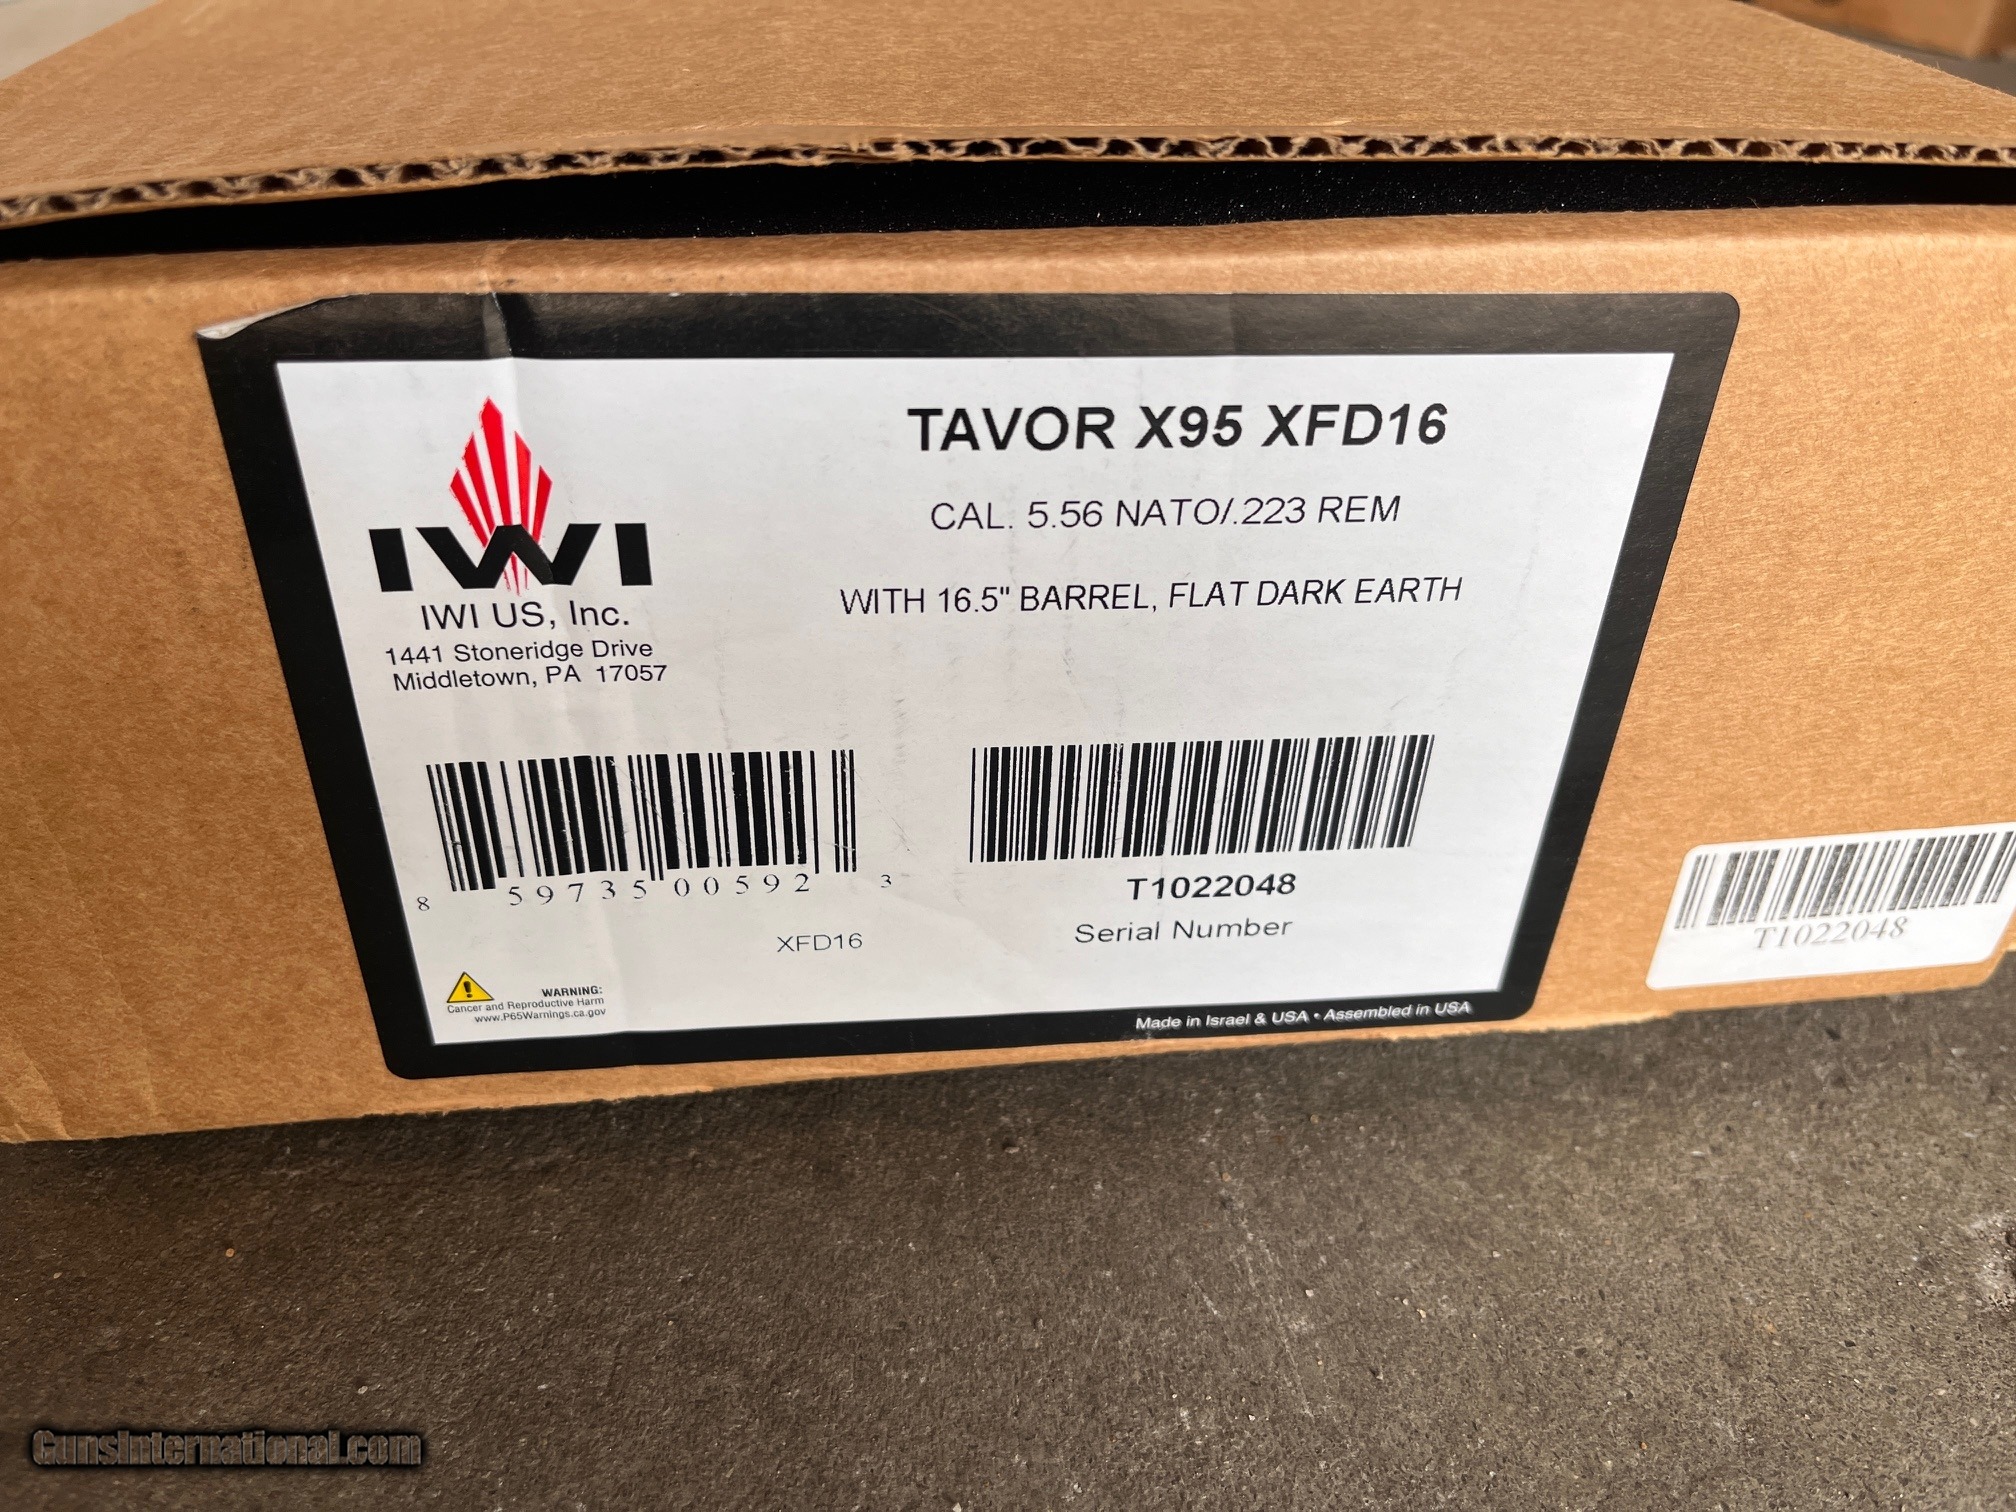 TAVOR X95 XFD16
CAL. 5.56 NATO/.223 REM
WITH 16.5" BARREL, FLAT DARK EARTH
IWI
IWI US, Inc.
1441 Stoneridge Drive
Middletown, PA 17057
8 59735 00592 3
XFD16
T1022048
Serial Number
WARNING:
Cancer and Reproductive Harm
www.P65Warnings.ca.gov
Made in Israel & USA • Assembled in USA
T1022048
GunsInternational.com